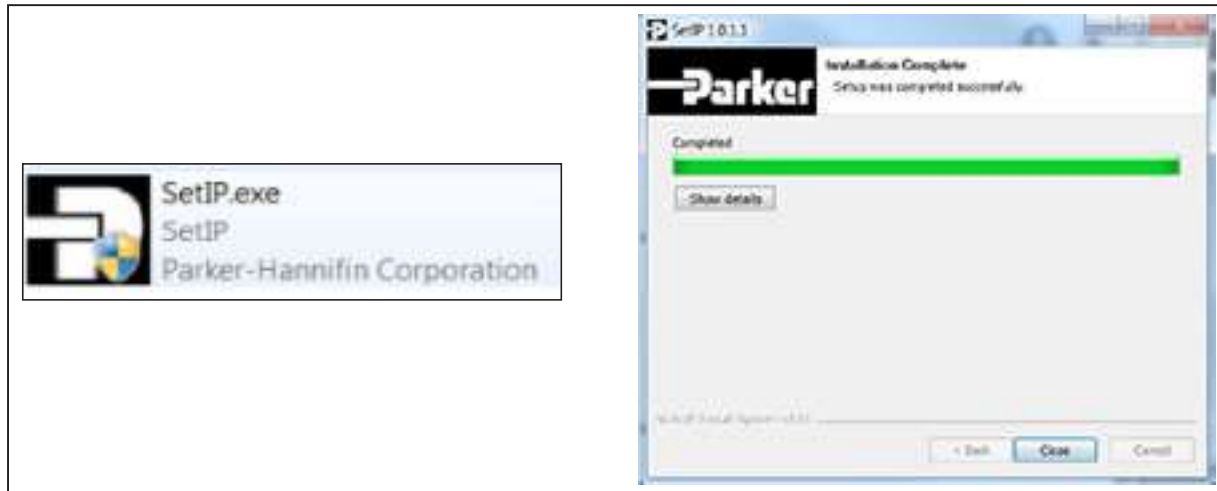 SetIP.exe
SetIP
Parker-Hannifin Corporation
SetIP 1.0.1.1
Parker
Installation Complete
Setup was completed successfully.
Completed
Show details
< Back
Close
Cancel